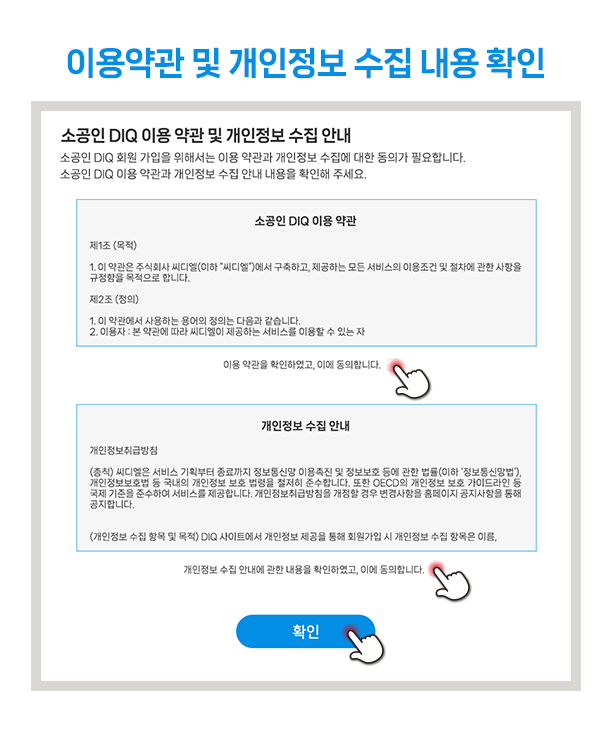 이용약관 및 개인정보 수집 내용 확인
소공인 DIQ 이용 약관 및 개인정보 수집 안내
소공인 DIQ 회원 가입을 위해서는 이용 약관과 개인정보 수집에 대한 동의가 필요합니다.
소공인 DIQ 이용 약관과 개인정보 수집 안내 내용을 확인해 주세요.
소공인 DIQ 이용 약관
제1조 (목적)
1. 이 약관은 주식회사 씨디엘(이하 "씨디엘")에서 구축하고, 제공하는 모든 서비스의 이용조건 및 절차에 관한 사항을
규정함을 목적으로 합니다.
제2조 (정의)
1. 이 약관에서 사용하는 용어의 정의는 다음과 같습니다.
2. 이용자 : 본 약관에 따라 씨디엘이 제공하는 서비스를 이용할 수 있는 자
이용 약관을 확인하였고, 이에 동의합니다.
개인정보 수집 안내
개인정보취급방침
(총칙) 씨디엘은 서비스 기획부터 종료까지 정보통신망 이용촉진 및 정보보호 등에 관한 법률(이하 '정보통신망법'),
개인정보보호법 등 국내의 개인정보 보호 법령을 철저히 준수합니다. 또한 OECD의 개인정보 보호 가이드라인 등
국제 기준을 준수하여 서비스를 제공합니다. 개인정보취급방침을 개정할 경우 변경사항을 홈페이지 공지사항을 통해
공지합니다.
(개인정보 수집 항목 및 목적) DIQ 사이트에서 개인정보 제공을 통해 회원가입 시 개인정보 수집 항목은 이름,
개인정보 수집 안내에 관한 내용을 확인하였고, 이에 동의합니다.
확인